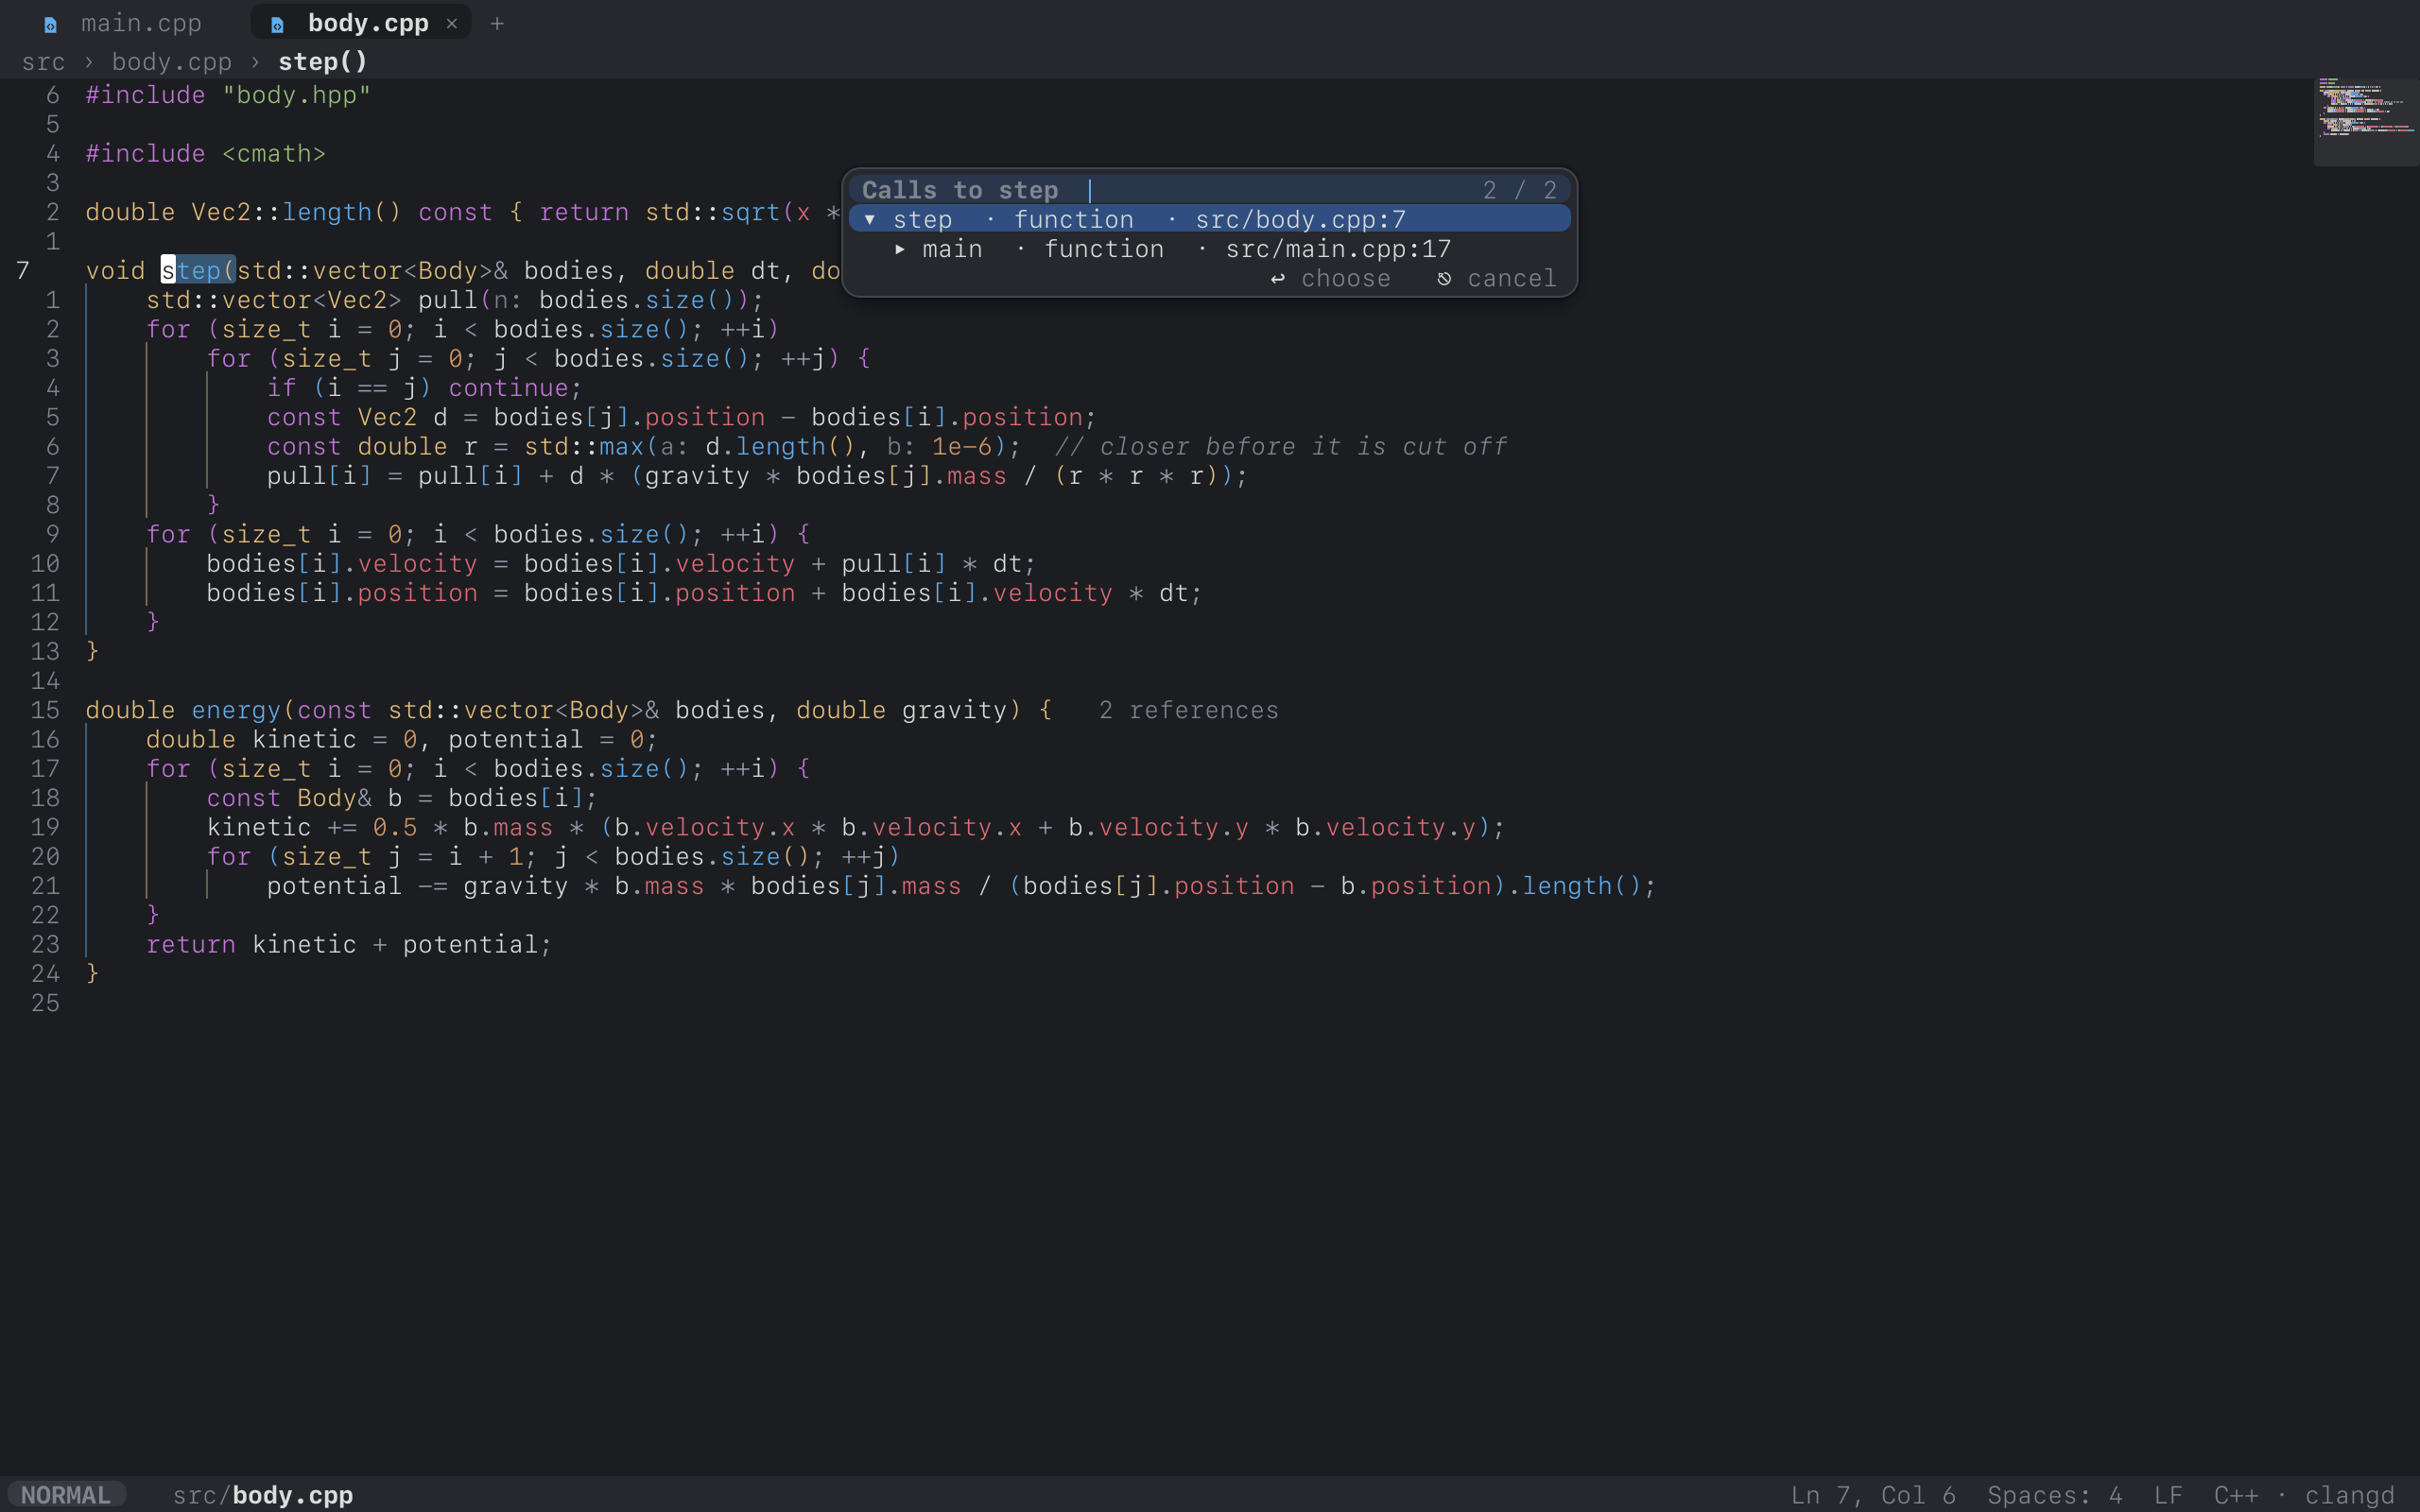 main.cpp body.cpp × +
src › body.cpp › step()
6 #include "body.hpp"
5
4 #include <cmath>
3
2 double Vec2::length() const { return std::sqrt(x *
1
7 void step(std::vector<Body>& bodies, double dt, do
1 std::vector<Vec2> pull(n: bodies.size());
2 for (size_t i = 0; i < bodies.size(); ++i)
3 for (size_t j = 0; j < bodies.size(); ++j) {
4 if (i == j) continue;
5 const Vec2 d = bodies[j].position - bodies[i].position;
6 const double r = std::max(a: d.length(), b: 1e-6); // closer before it is cut off
7 pull[i] = pull[i] + d * (gravity * bodies[j].mass / (r * r * r));
8 }
9 for (size_t i = 0; i < bodies.size(); ++i) {
10 bodies[i].velocity = bodies[i].velocity + pull[i] * dt;
11 bodies[i].position = bodies[i].position + bodies[i].velocity * dt;
12 }
13 }
14
15 double energy(const std::vector<Body>& bodies, double gravity) { 2 references
16 double kinetic = 0, potential = 0;
17 for (size_t i = 0; i < bodies.size(); ++i) {
18 const Body& b = bodies[i];
19 kinetic += 0.5 * b.mass * (b.velocity.x * b.velocity.x + b.velocity.y * b.velocity.y);
20 for (size_t j = i + 1; j < bodies.size(); ++j)
21 potential -= gravity * b.mass * bodies[j].mass / (bodies[j].position - b.position).length();
22 }
23 return kinetic + potential;
24 }
25
Calls to step 2 / 2
▾ step · function · src/body.cpp:7
▸ main · function · src/main.cpp:17
↩ choose ⎋ cancel
NORMAL src/body.cpp Ln 7, Col 6 Spaces: 4 LF C++ · clangd